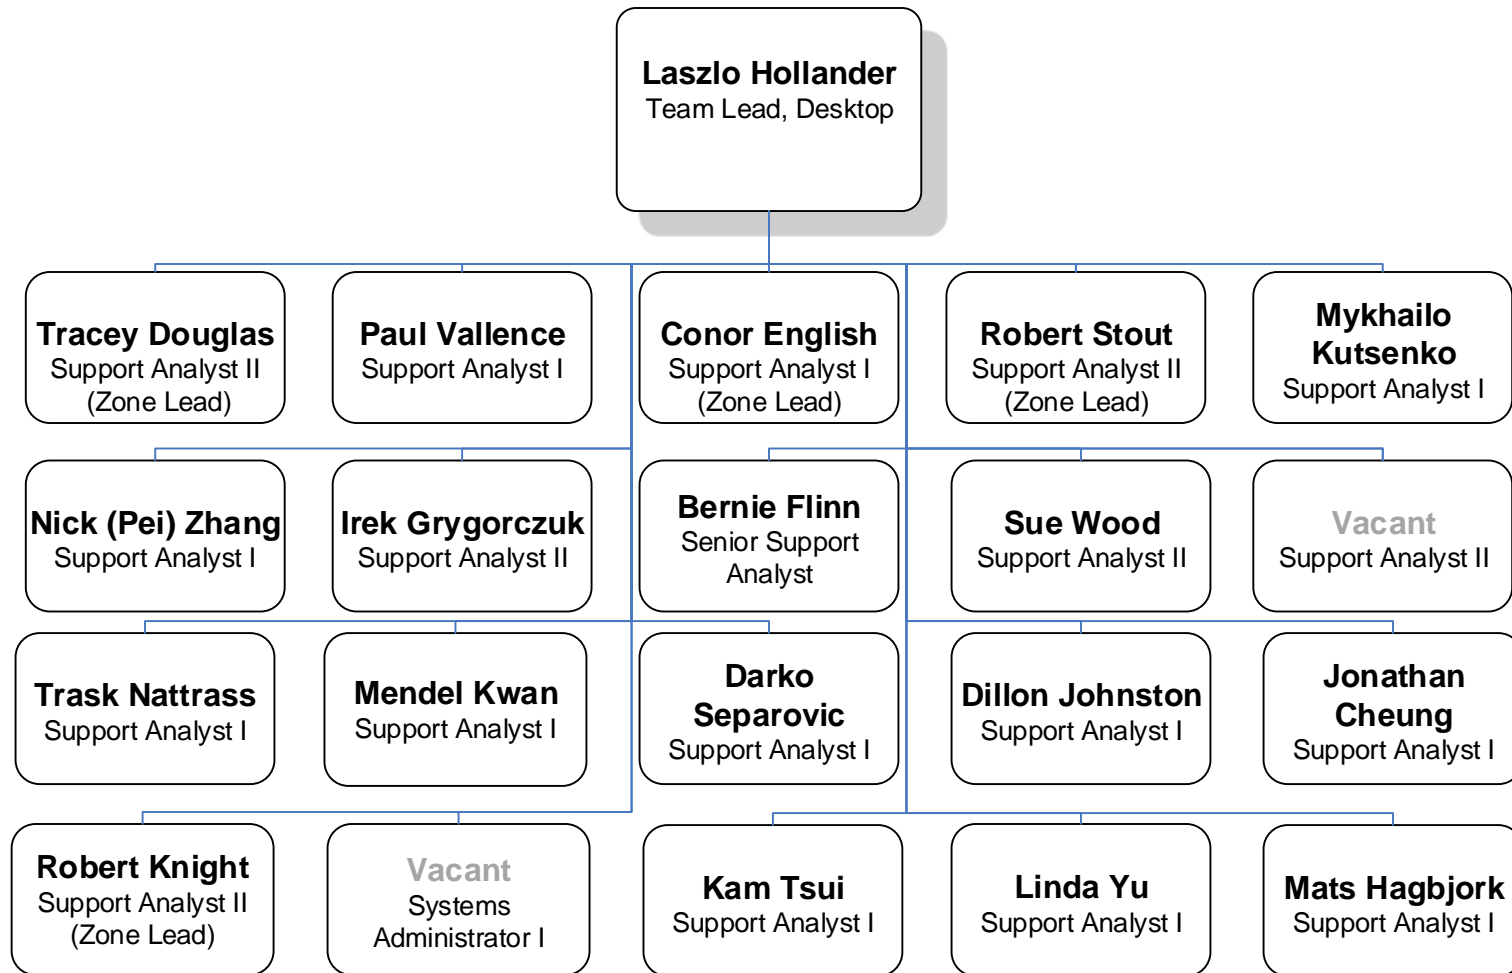 Laszlo Hollander
Team Lead, Desktop
Tracey Douglas
Support Analyst II
(Zone Lead)
Paul Vallence
Support Analyst I
Conor English
Support Analyst I
(Zone Lead)
Robert Stout
Support Analyst II
(Zone Lead)
Mykhailo
Kutsenko
Support Analyst I
Nick (Pei) Zhang
Support Analyst I
Irek Grygorczuk
Support Analyst II
Bernie Flinn
Senior Support
Analyst
Sue Wood
Support Analyst II
Vacant
Support Analyst II
Trask Nattrass
Support Analyst I
Mendel Kwan
Support Analyst I
Darko
Separovic
Support Analyst I
Dillon Johnston
Support Analyst I
Jonathan
Cheung
Support Analyst I
Robert Knight
Support Analyst II
(Zone Lead)
Vacant
Systems
Administrator I
Kam Tsui
Support Analyst I
Linda Yu
Support Analyst I
Mats Hagbjork
Support Analyst I